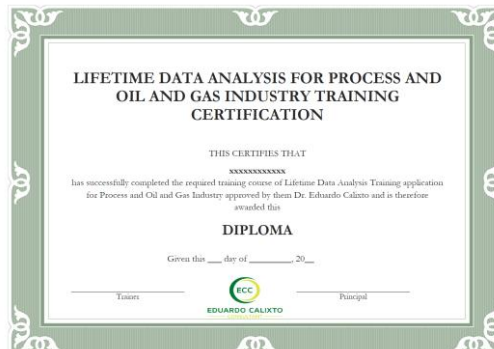 LIFETIME DATA ANALYSIS FOR PROCESS AND
OIL AND GAS INDUSTRY TRAINING
CERTIFICATION
THIS CERTIFIES THAT
xxxxxxxxxxxx
has successfully completed the required training course of Lifetime Data Analysis Training application
for Process and Oil and Gas Industry approved by them Dr. Eduardo Calixto and is therefore
awarded this
DIPLOMA
Given this ___ day of _________, 20__
Trainer Principal
ECC
EDUARDO CALIXTO